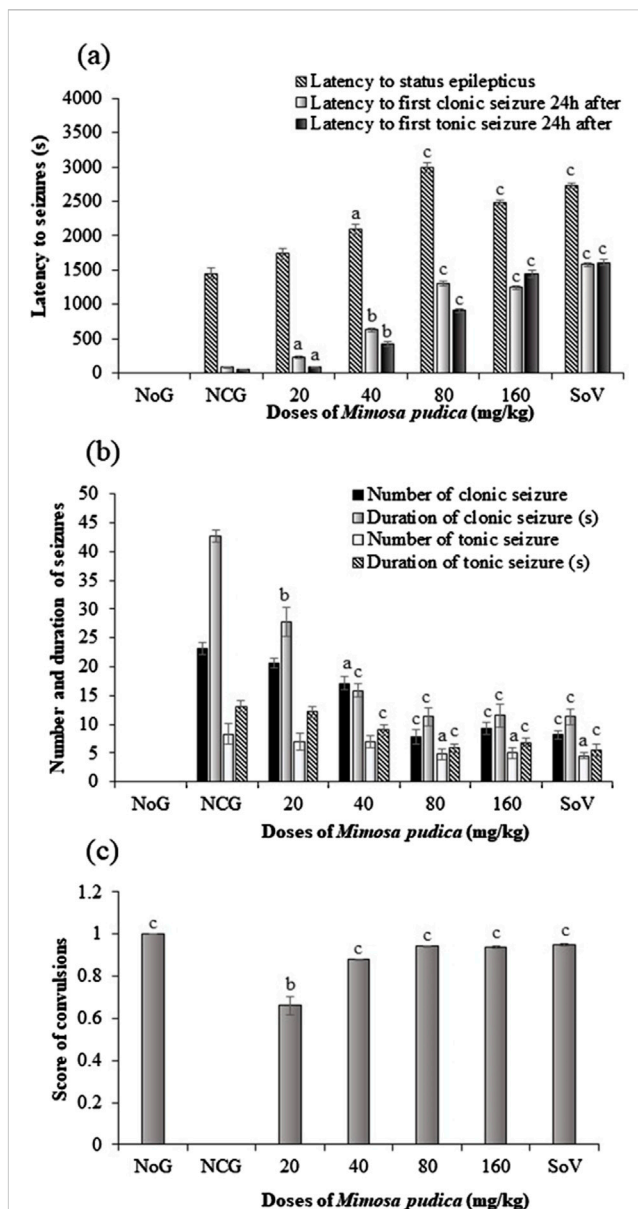 (a)
Latency to status epilepticus
Latency to first clonic seizure 24h after
Latency to first tonic seizure 24h after
Latency to seizures (s)
4000
3500
3000
2500
2000
1500
1000
500
0
a a
a b b
c c c
c c c
c c c
NoG NCG 20 40 80 160 SoV
Doses of Mimosa pudica (mg/kg)
(b)
Number of clonic seizure
Duration of clonic seizure (s)
Number of tonic seizure
Duration of tonic seizure (s)
Number and duration of seizures
50
45
40
35
30
25
20
15
10
5
0
b
a c c
c c a c
c c a c
c c a c
NoG NCG 20 40 80 160 SoV
Doses of Mimosa pudica (mg/kg)
(c)
Score of convulsions
1.2
1
0.8
0.6
0.4
0.2
0
c b c c c c
NoG NCG 20 40 80 160 SoV
Doses of Mimosa pudica (mg/kg)